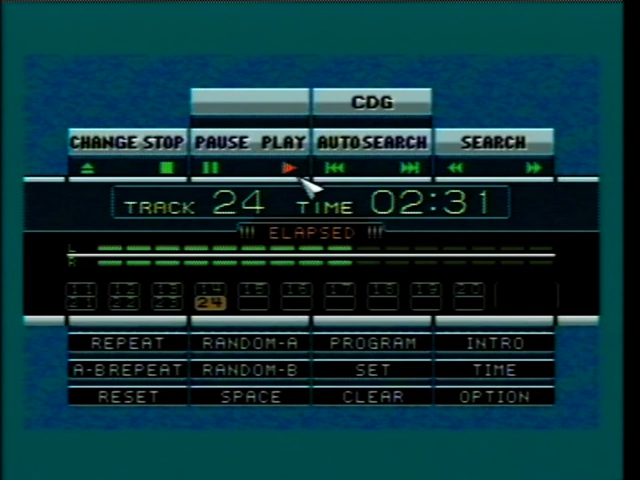 CDG
CHANGE STOP PAUSE PLAY AUTOSEARCH SEARCH
TRACK 24 TIME 02:31
ELAPSED
L
R
11 12 13 14 15 16 17 18 19 20
21 22 23 24
REPEAT RANDOM-A PROGRAM INTRO
A-BREPEAT RANDOM-B SET TIME
RESET SPACE CLEAR OPTION